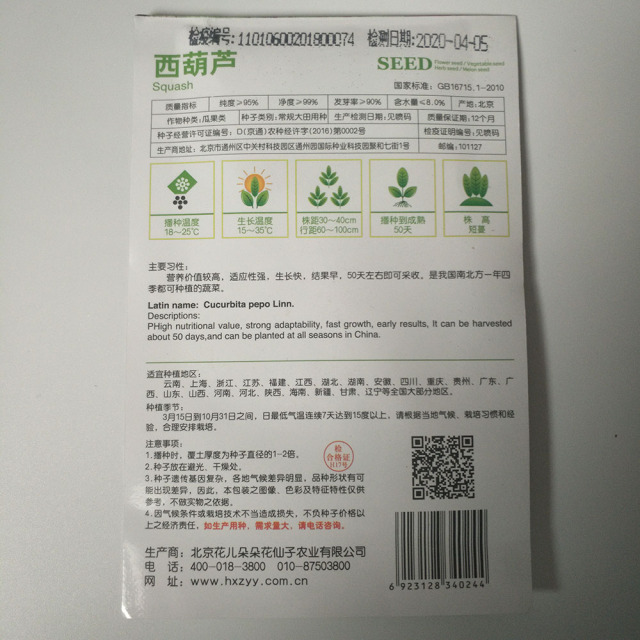 检疫编号:11010600201800074 检测日期:2020-04-05
西葫芦
Squash
SEED
Flower seed / Vegetable seed
Herb seed / Melon seed
国家标准: GB16715.1-2010
质量指标 纯度≥95% 净度≥99% 发芽率≥90% 含水量≤8.0% 产地:北京
作物种类:瓜果类 种子类别:常规大田用种 生产检测日期:见喷码 质量保证期:12个月
种子经营许可证编号:D(京通)农种经许字(2016)第0002号 检疫证明编号:见喷码
生产商地址: 北京市通州区中关村科技园区通州园国际种业科技园聚和七街1号 邮编:101127
播种温度
18~25℃
生长温度
15~35℃
株距30~40cm
行距60~100cm
播种到成熟
50天
株 高
短蔓
主要习性:
营养价值较高,适应性强,生长快,结果早,50天左右即可采收。是我国南北方一年四
季都可种植的蔬菜。
Latin name: Cucurbita pepo Linn.
Descriptions:
PHigh nutritional value, strong adaptability, fast growth, early results, It can be harvested
about 50 days,and can be planted at all seasons in China.
适宜种植地区:
云南、上海、浙江、江苏、福建、江西、湖北、湖南、安徽、四川、重庆、贵州、广东、广
西、山东、山西、河南、河北、陕西、海南、新疆、甘肃、辽宁等全国大部分地区。
种植季节:
3月15日到10月31日之间,日最低气温连续7天达到15度以上,请根据当地气候、栽培习惯和经
验,合理安排栽培。
注意事项:
1.播种时,覆土厚度为种子直径的1-2倍。
2.种子放在避光、干燥处。
3.种子遗传基因复杂,各地气候差异明显,品种形状有可
能出现差异,因此,本包装之图像、色彩及特征特性仅供
参考,不做实物之依据。
4.因气候条件或栽培技术不当造成损失,不负种子价格以
上之经济责任,如生产用种,需求量大,请电话咨询。
检
合格证
H17号
生产商:北京花儿朵朵花仙子农业有限公司
电 话:400-018-3800 010-87503800
网 址:www.hxzyy.com.cn
6 923128 340244